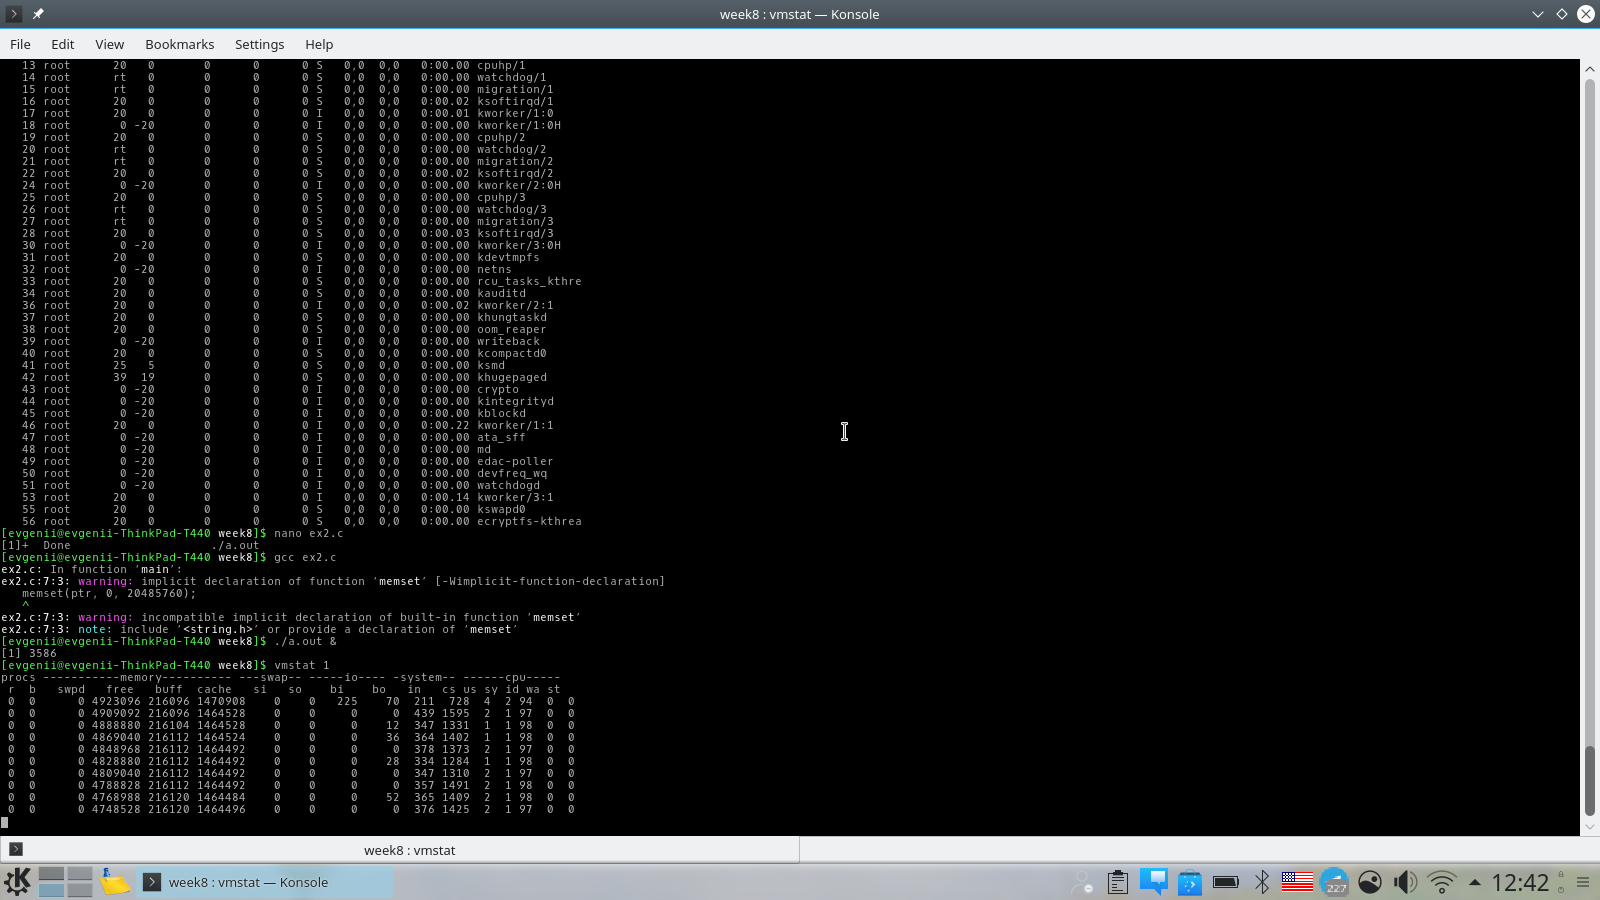 week8 : vmstat — Konsole
File Edit View Bookmarks Settings Help
13 root 20 0 0 0 0 S 0,0 0,0 0:00.00 cpuhp/1
14 root rt 0 0 0 0 S 0,0 0,0 0:00.00 watchdog/1
15 root rt 0 0 0 0 S 0,0 0,0 0:00.00 migration/1
16 root 20 0 0 0 0 S 0,0 0,0 0:00.02 ksoftirqd/1
17 root 20 0 0 0 0 I 0,0 0,0 0:00.01 kworker/1:0
18 root 0 -20 0 0 0 I 0,0 0,0 0:00.00 kworker/1:0H
19 root 20 0 0 0 0 S 0,0 0,0 0:00.00 cpuhp/2
20 root rt 0 0 0 0 S 0,0 0,0 0:00.00 watchdog/2
21 root rt 0 0 0 0 S 0,0 0,0 0:00.00 migration/2
22 root 20 0 0 0 0 S 0,0 0,0 0:00.02 ksoftirqd/2
24 root 0 -20 0 0 0 I 0,0 0,0 0:00.00 kworker/2:0H
25 root 20 0 0 0 0 S 0,0 0,0 0:00.00 cpuhp/3
26 root rt 0 0 0 0 S 0,0 0,0 0:00.00 watchdog/3
27 root rt 0 0 0 0 S 0,0 0,0 0:00.00 migration/3
28 root 20 0 0 0 0 S 0,0 0,0 0:00.03 ksoftirqd/3
30 root 0 -20 0 0 0 I 0,0 0,0 0:00.00 kworker/3:0H
31 root 20 0 0 0 0 S 0,0 0,0 0:00.00 kdevtmpfs
32 root 0 -20 0 0 0 I 0,0 0,0 0:00.00 netns
33 root 20 0 0 0 0 S 0,0 0,0 0:00.00 rcu_tasks_kthre
34 root 20 0 0 0 0 S 0,0 0,0 0:00.00 kauditd
36 root 20 0 0 0 0 I 0,0 0,0 0:00.02 kworker/2:1
37 root 20 0 0 0 0 S 0,0 0,0 0:00.00 khungtaskd
38 root 20 0 0 0 0 S 0,0 0,0 0:00.00 oom_reaper
39 root 0 -20 0 0 0 I 0,0 0,0 0:00.00 writeback
40 root 20 0 0 0 0 S 0,0 0,0 0:00.00 kcompactd0
41 root 25 5 0 0 0 S 0,0 0,0 0:00.00 ksmd
42 root 39 19 0 0 0 S 0,0 0,0 0:00.00 khugepaged
43 root 0 -20 0 0 0 I 0,0 0,0 0:00.00 crypto
44 root 0 -20 0 0 0 I 0,0 0,0 0:00.00 kintegrityd
45 root 0 -20 0 0 0 I 0,0 0,0 0:00.00 kblockd
46 root 20 0 0 0 0 I 0,0 0,0 0:00.22 kworker/1:1
47 root 0 -20 0 0 0 I 0,0 0,0 0:00.00 ata_sff
48 root 0 -20 0 0 0 I 0,0 0,0 0:00.00 md
49 root 0 -20 0 0 0 I 0,0 0,0 0:00.00 edac-poller
50 root 0 -20 0 0 0 I 0,0 0,0 0:00.00 devfreq_wq
51 root 0 -20 0 0 0 I 0,0 0,0 0:00.00 watchdogd
53 root 20 0 0 0 0 I 0,0 0,0 0:00.14 kworker/3:1
55 root 20 0 0 0 0 S 0,0 0,0 0:00.00 kswapd0
56 root 20 0 0 0 0 S 0,0 0,0 0:00.00 ecryptfs-kthrea
[evgenii@evgenii-ThinkPad-T440 week8]$ nano ex2.c
[1]+ Done ./a.out
[evgenii@evgenii-ThinkPad-T440 week8]$ gcc ex2.c
ex2.c: In function ‘main’:
ex2.c:7:3: warning: implicit declaration of function ‘memset’ [-Wimplicit-function-declaration]
memset(ptr, 0, 20485760);
^
ex2.c:7:3: warning: incompatible implicit declaration of built-in function ‘memset’
ex2.c:7:3: note: include ‘<string.h>’ or provide a declaration of ‘memset’
[evgenii@evgenii-ThinkPad-T440 week8]$ ./a.out &
[1] 3586
[evgenii@evgenii-ThinkPad-T440 week8]$ vmstat 1
procs -----------memory---------- ---swap-- -----io---- -system-- ------cpu-----
r b swpd free buff cache si so bi bo in cs us sy id wa st
0 0 0 4923096 216096 1470908 0 0 225 70 211 728 4 2 94 0 0
0 0 0 4909092 216096 1464528 0 0 0 0 439 1595 2 1 97 0 0
0 0 0 4888880 216104 1464528 0 0 0 12 347 1331 1 1 98 0 0
0 0 0 4869040 216112 1464524 0 0 0 36 364 1402 1 1 98 0 0
0 0 0 4848968 216112 1464492 0 0 0 0 378 1373 2 1 97 0 0
0 0 0 4828880 216112 1464492 0 0 0 28 334 1284 1 1 98 0 0
0 0 0 4809040 216112 1464492 0 0 0 0 347 1310 2 1 97 0 0
0 0 0 4788828 216112 1464492 0 0 0 0 357 1491 2 1 98 0 0
0 0 0 4768988 216120 1464484 0 0 0 52 365 1409 2 1 98 0 0
0 0 0 4748528 216120 1464496 0 0 0 0 376 1425 2 1 97 0 0
week8 : vmstat
week8 : vmstat — Konsole
227
12:42